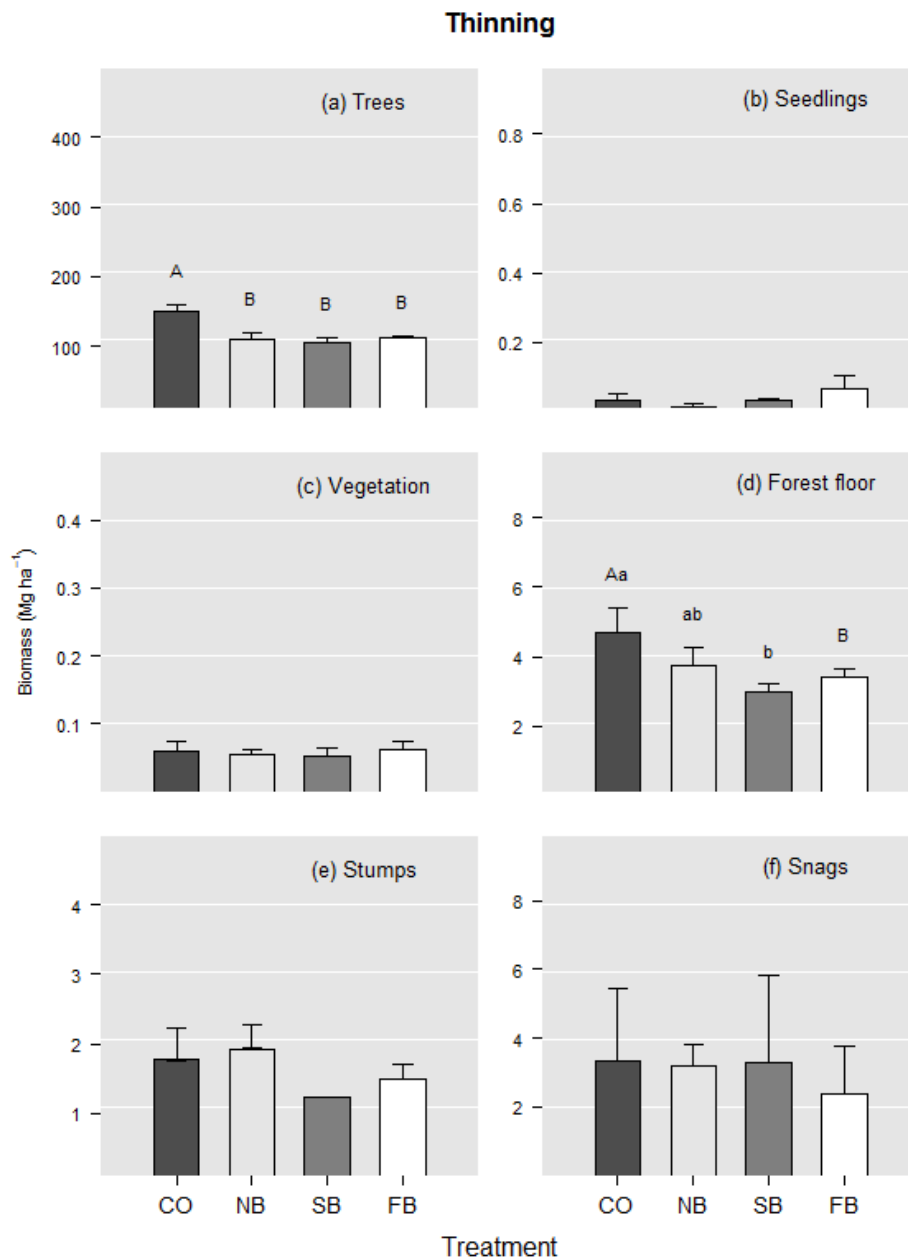 Thinning
(a) Trees
400
300
200
100
A
B
B
B
(b) Seedlings
0.8
0.6
0.4
0.2
(c) Vegetation
0.4
0.3
0.2
0.1
(d) Forest floor
8
6
4
2
Aa
ab
b
B
Biomass (Mg ha⁻¹)
(e) Stumps
4
3
2
1
(f) Snags
8
6
4
2
CO NB SB FB CO NB SB FB
Treatment